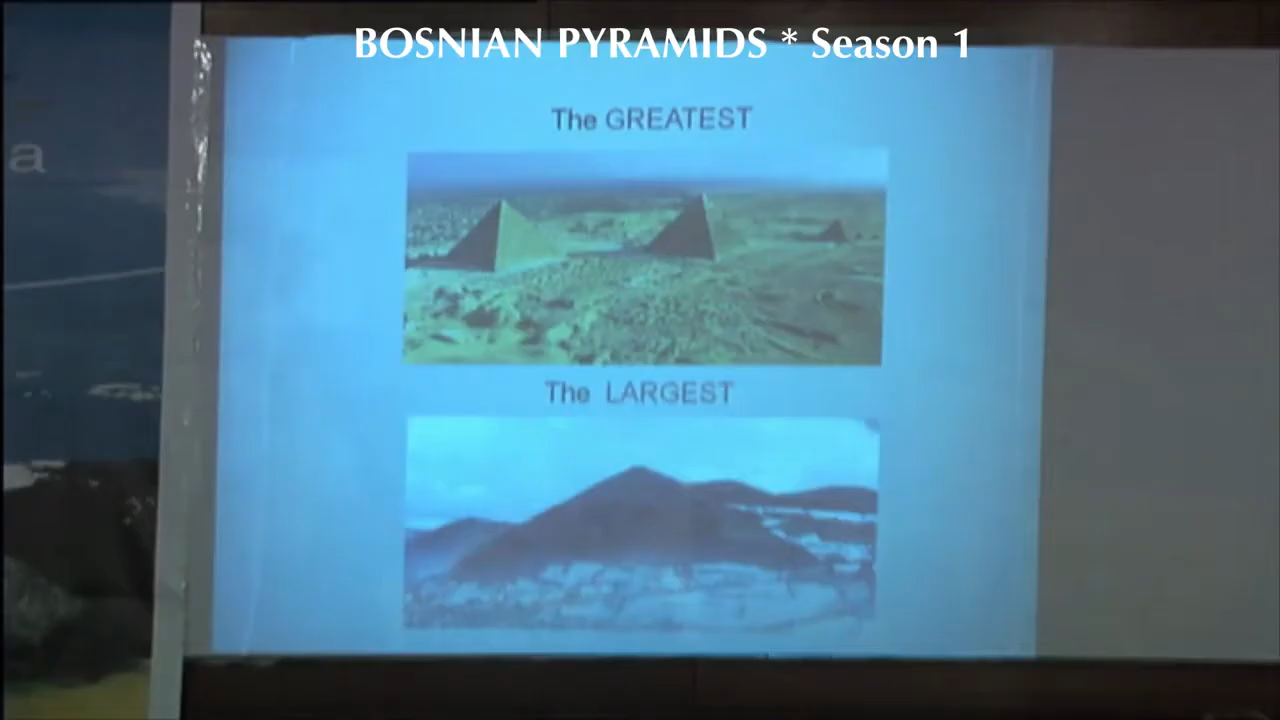 BOSNIAN PYRAMIDS * Season 1
The GREATEST
a
The LARGEST